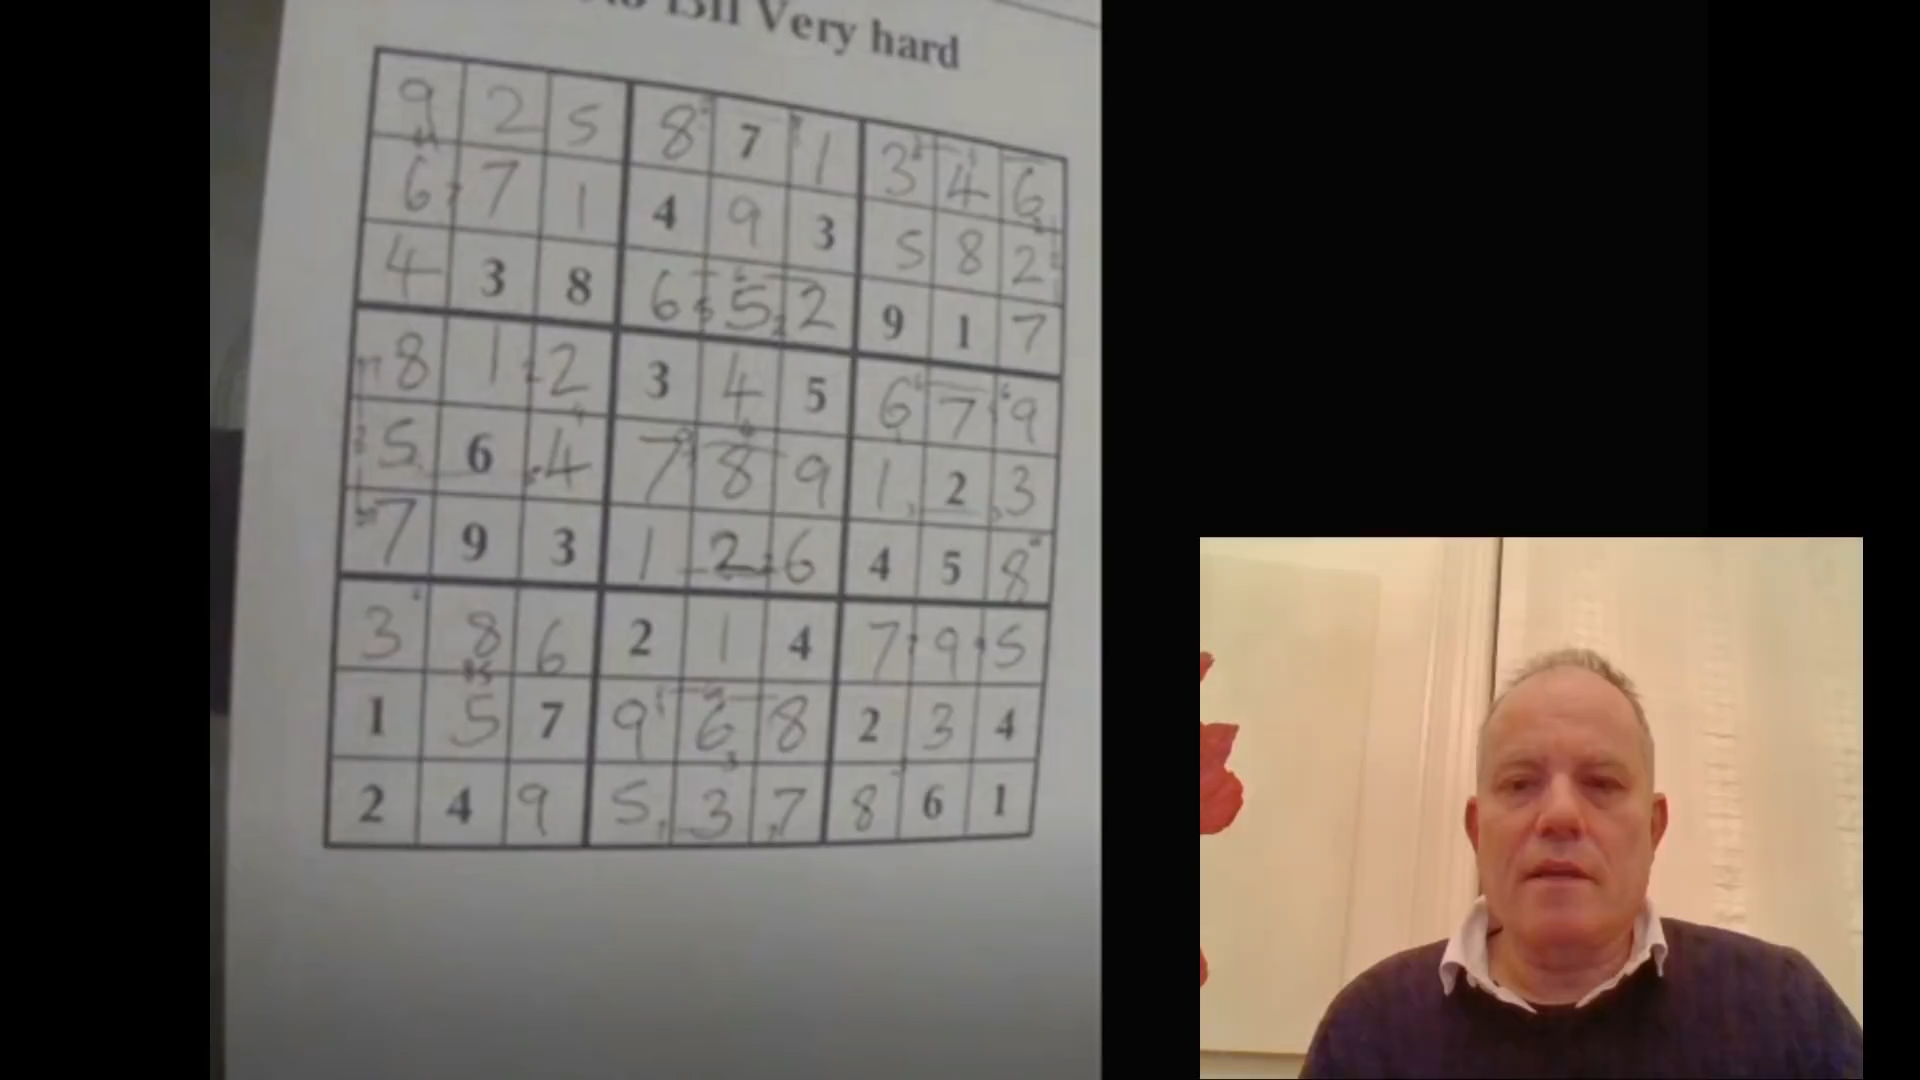 Very hard
9 2 5 8 7 1 3 4 6
6 7 1 4 9 3 5 8 2
4 3 8 6 5 2 9 1 7
8 1 2 3 4 5 6 7 9
5 6 4 7 8 9 1 2 3
7 9 3 1 2 6 4 5 8
3 8 6 2 1 4 7 9 5
1 5 7 9 6 8 2 3 4
2 4 9 5 3 7 8 6 1